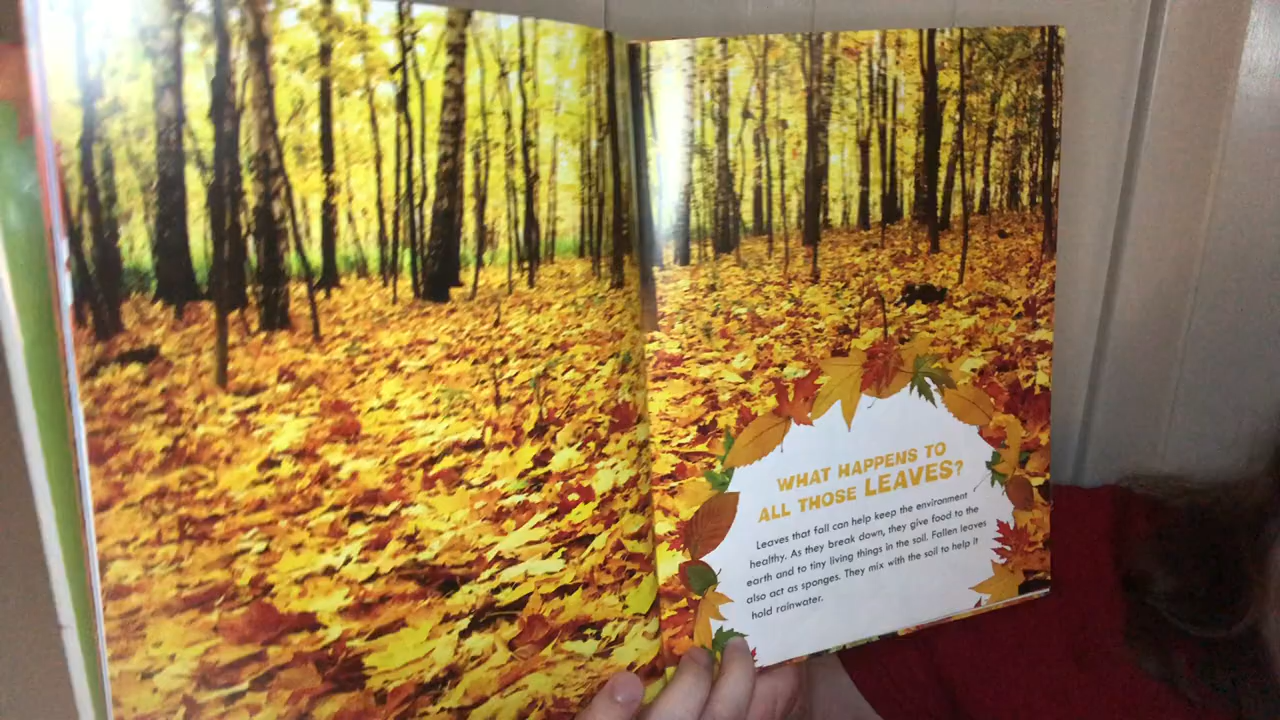 WHAT HAPPENS TO
ALL THOSE LEAVES?
Leaves that fall can help keep the environment
healthy. As they break down, they give food to the
earth and to tiny living things in the soil. Fallen leaves
also act as sponges. They mix with the soil to help it
hold rainwater.